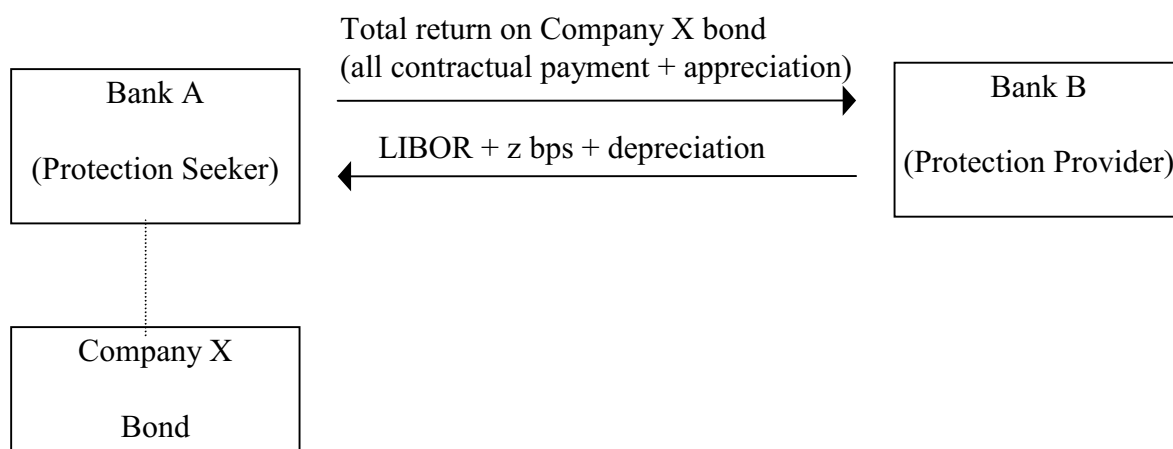 Total return on Company X bond
(all contractual payment + appreciation)
Bank A
(Protection Seeker)
LIBOR + z bps + depreciation
Bank B
(Protection Provider)
Company X
Bond